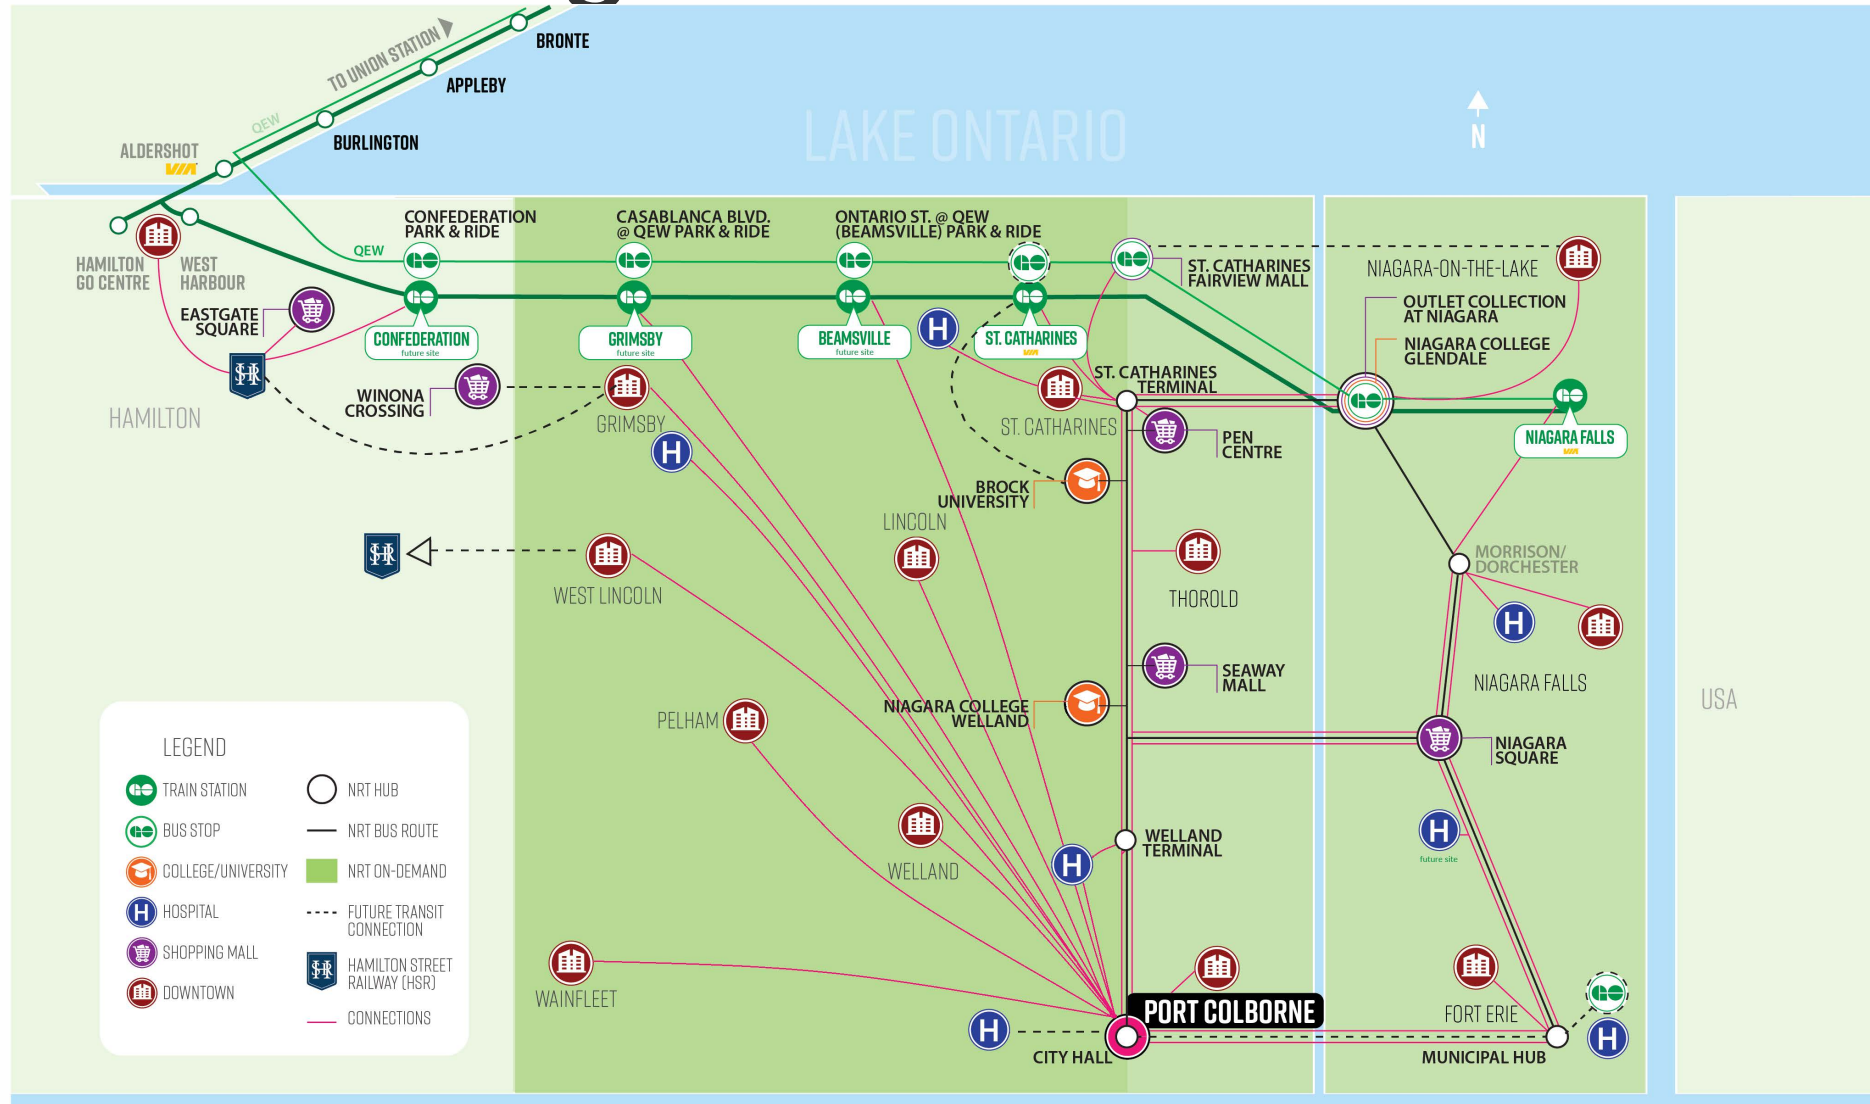 BRONTE
TO UNION STATION
APPLEBY
QEW
BURLINGTON
ALDERSHOT
VIA
LAKE ONTARIO
N
HAMILTON
GO CENTRE
WEST
HARBOUR
QEW
CONFEDERATION
PARK & RIDE
CASABLANCA BLVD.
@ QEW PARK & RIDE
ONTARIO ST. @ QEW
(BEAMSVILLE) PARK & RIDE
ST. CATHARINES
FAIRVIEW MALL
NIAGARA-ON-THE-LAKE
OUTLET COLLECTION
AT NIAGARA
NIAGARA COLLEGE
GLENDALE
EASTGATE
SQUARE
CONFEDERATION
future site
GRIMSBY
future site
BEAMSVILLE
future site
H
ST. CATHARINES
VIA
HSR
WINONA
CROSSING
GRIMSBY
H
HAMILTON
ST. CATHARINES
TERMINAL
ST. CATHARINES
PEN
CENTRE
NIAGARA FALLS
VIA
BROCK
UNIVERSITY
LINCOLN
HSR
WEST LINCOLN
THOROLD
MORRISON/
DORCHESTER
H
NIAGARA FALLS
SEAWAY
MALL
PELHAM
NIAGARA COLLEGE
WELLAND
NIAGARA
SQUARE
USA
H
future site
WELLAND
WELLAND
TERMINAL
H
WAINFLEET
H
PORT COLBORNE
CITY HALL
FORT ERIE
MUNICIPAL HUB
H
LEGEND
TRAIN STATION
BUS STOP
COLLEGE/UNIVERSITY
H
HOSPITAL
SHOPPING MALL
DOWNTOWN
NRT HUB
NRT BUS ROUTE
NRT ON-DEMAND
FUTURE TRANSIT
CONNECTION
HSR
HAMILTON STREET
RAILWAY (HSR)
CONNECTIONS